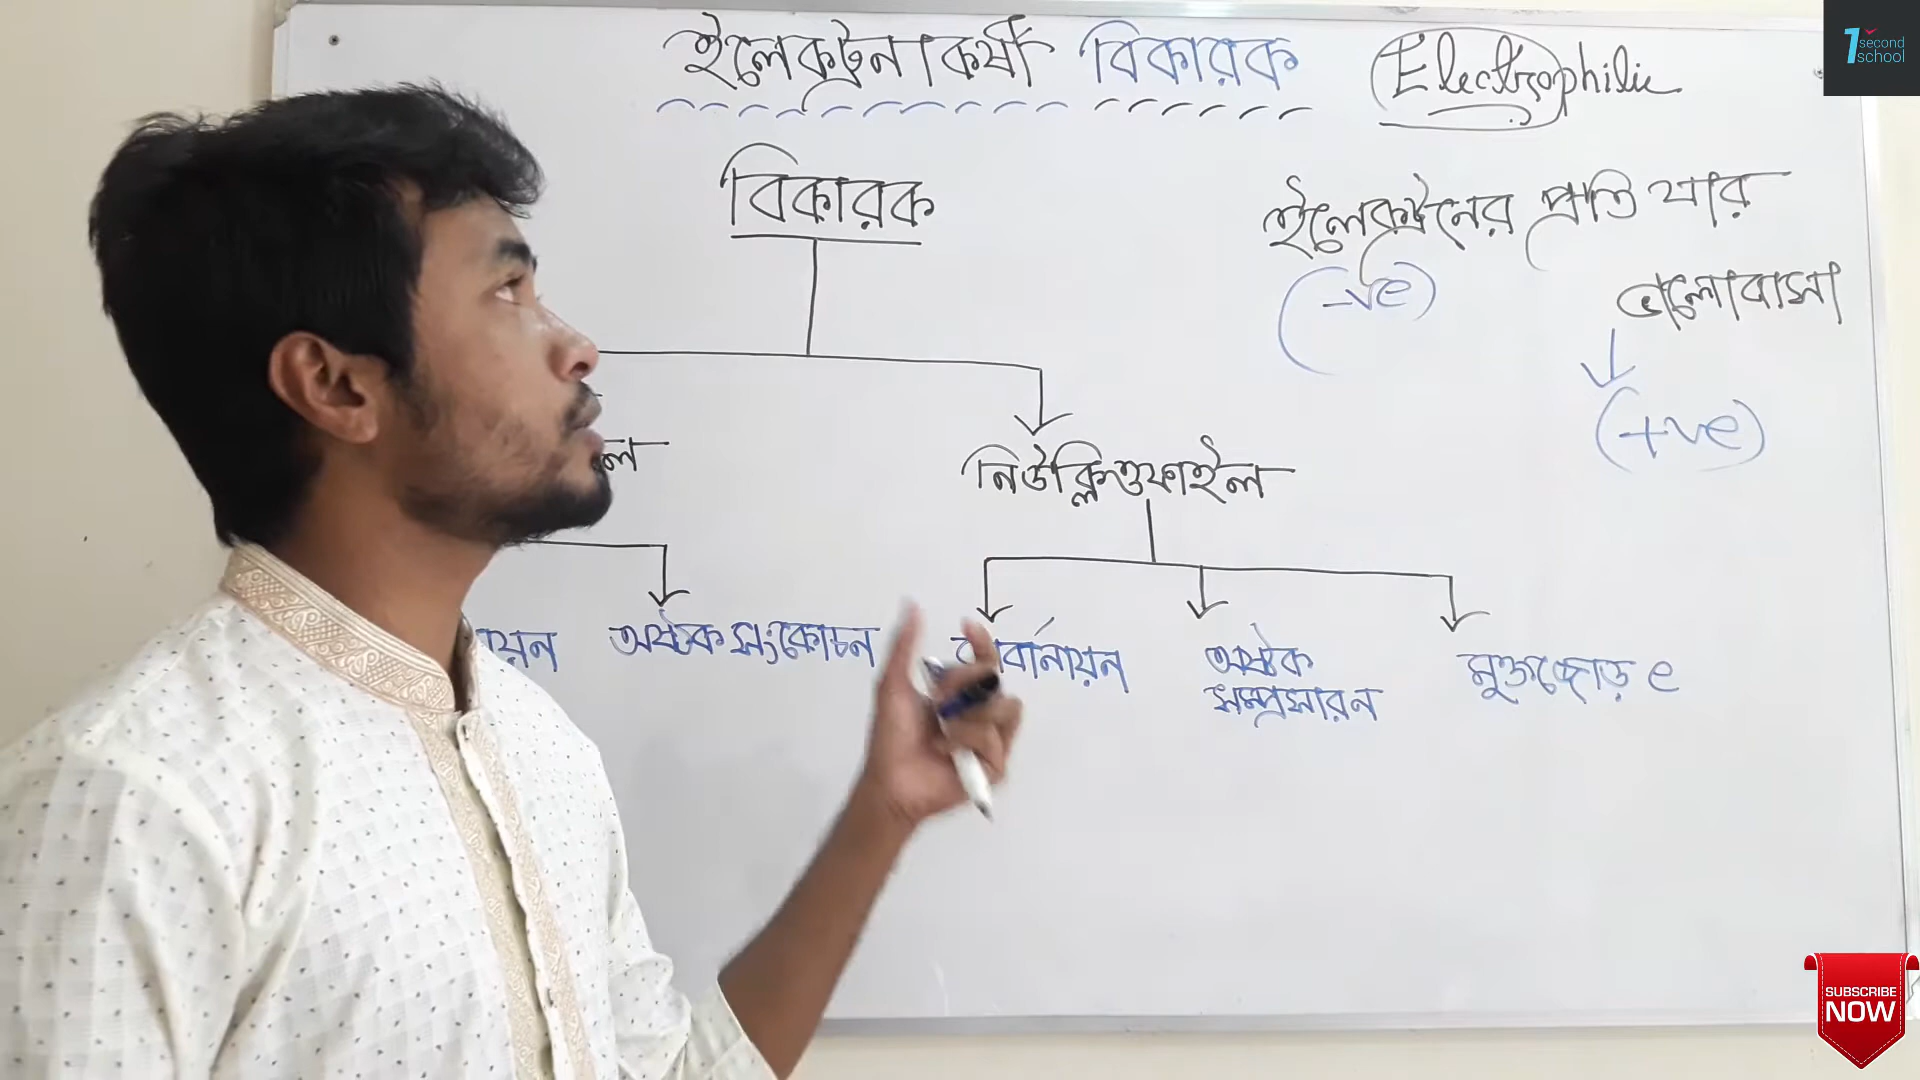 ইলেকট্রনাকর্ষী বিকারক (Electrophilic
বিকারক
ইলেকট্রনের প্রতি যার
(-ve)
ভালোবাসা
(+ve)
ল
নিউক্লিওফাইল
য়ন
অষ্টক সংকোচন
কার্বানায়ন
অষ্টক
সম্প্রসারন
মুক্তজোড় e
1 second
school
SUBSCRIBE
NOW